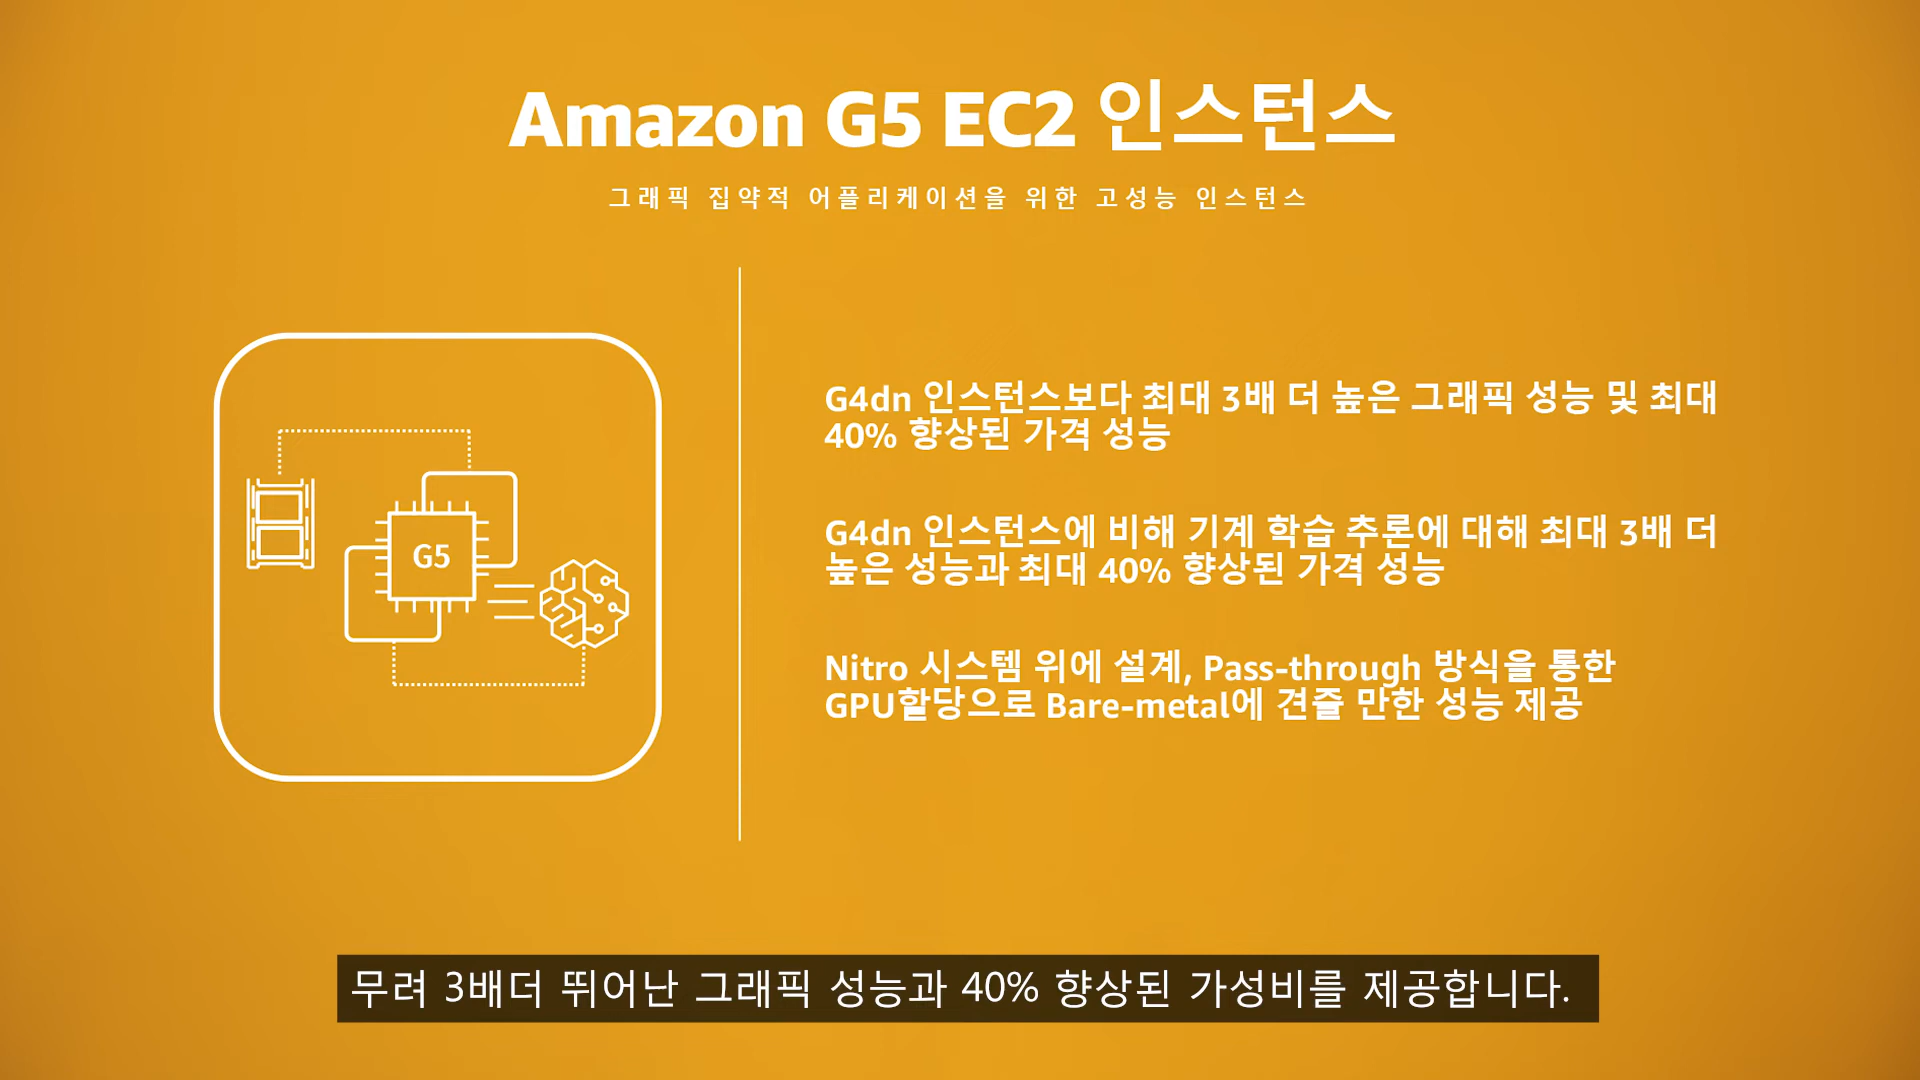 Amazon G5 EC2 인스턴스
그래픽 집약적 어플리케이션을 위한 고성능 인스턴스
G5
G4dn 인스턴스보다 최대 3배 더 높은 그래픽 성능 및 최대
40% 향상된 가격 성능
G4dn 인스턴스에 비해 기계 학습 추론에 대해 최대 3배 더
높은 성능과 최대 40% 향상된 가격 성능
Nitro 시스템 위에 설계, Pass-through 방식을 통한
GPU할당으로 Bare-metal에 견줄 만한 성능 제공
무려 3배더 뛰어난 그래픽 성능과 40% 향상된 가성비를 제공합니다.